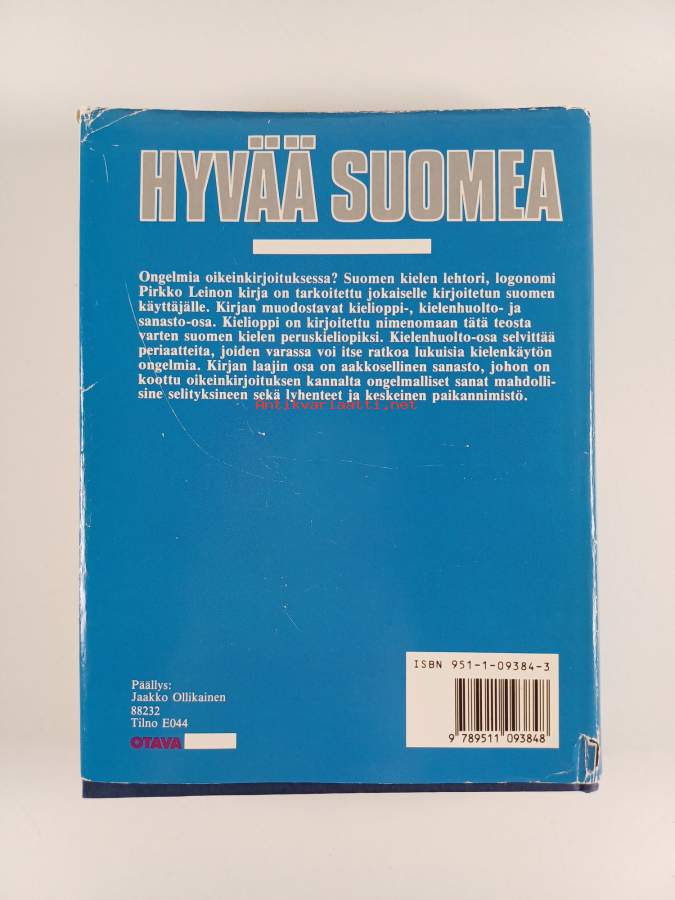 HYVÄÄ SUOMEA
Ongelmia oikeinkirjoituksessa? Suomen kielen lehtori, logonomi
Pirkko Leinon kirja on tarkoitettu jokaiselle kirjoitetun suomen
käyttäjälle. Kirjan muodostavat kielioppi-, kielenhuolto- ja
sanasto-osa. Kielioppi on kirjoitettu nimenomaan tätä teosta
varten suomen kielen peruskieliopiksi. Kielenhuolto-osa selvittää
periaatteita, joiden varassa voi itse ratkoa lukuisia kielenkäytön
ongelmia. Kirjan laajin osa on aakkosellinen sanasto, johon on
koottu oikeinkirjoituksen kannalta ongelmalliset sanat mahdolli-
sine selityksineen sekä lyhenteet ja keskeinen paikannimistö.
Antikvariaatti.net
ISBN 951-1-09384-3
9 789511 093848
Päällys:
Jaakko Ollikainen
88232
Tilno E044
OTAVA